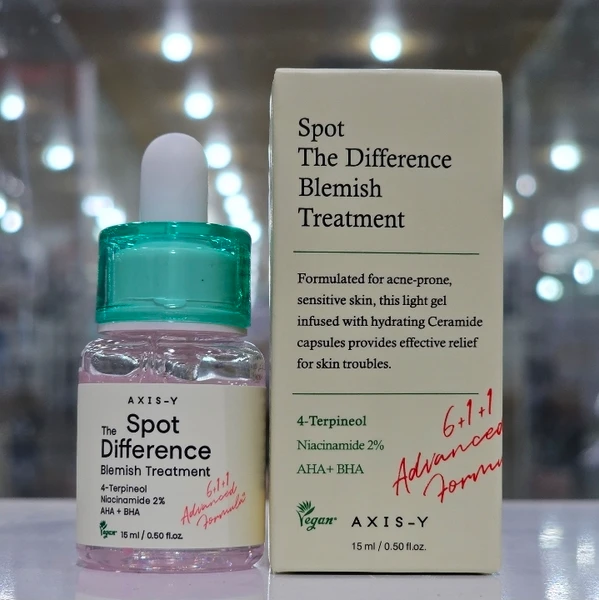 AXIS-Y
The Spot
Difference
Blemish Treatment
4-Terpineol
Niacinamide 2%
AHA + BHA
6+1+1
Advanced
Formula
Vegan
15 ml / 0.50 fl.oz.
Spot
The Difference
Blemish
Treatment
Formulated for acne-prone,
sensitive skin, this light gel
infused with hydrating Ceramide
capsules provides effective relief
for skin troubles.
4-Terpineol
Niacinamide 2%
AHA+ BHA
6+1+1
Advanced
Formu
Vegan
AXIS-Y
15 ml / 0.50 fl.oz.